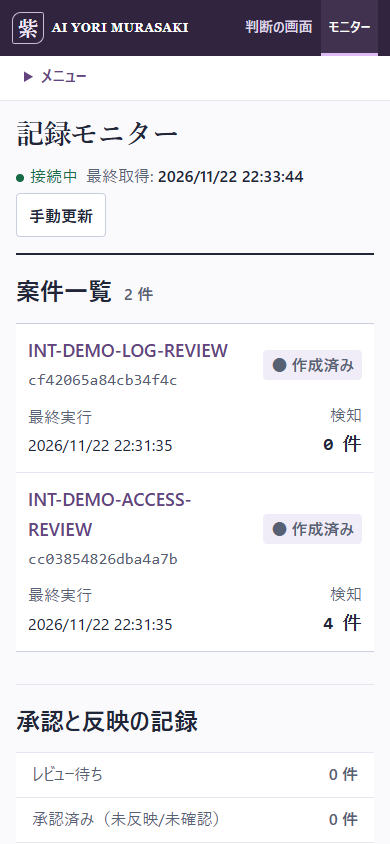 紫 AI YORI MURASAKI 判断の画面 モニター
▶ メニュー
記録モニター
● 接続中 最終取得: 2026/11/22 22:33:44
手動更新
案件一覧 2 件
INT-DEMO-LOG-REVIEW
cf42065a84cb34f4c
● 作成済み
最終実行
2026/11/22 22:31:35
検知
0 件
INT-DEMO-ACCESS-
REVIEW
cc03854826dba4a7b
● 作成済み
最終実行
2026/11/22 22:31:35
検知
4 件
承認と反映の記録
レビュー待ち 0 件
承認済み（未反映/未確認） 0 件